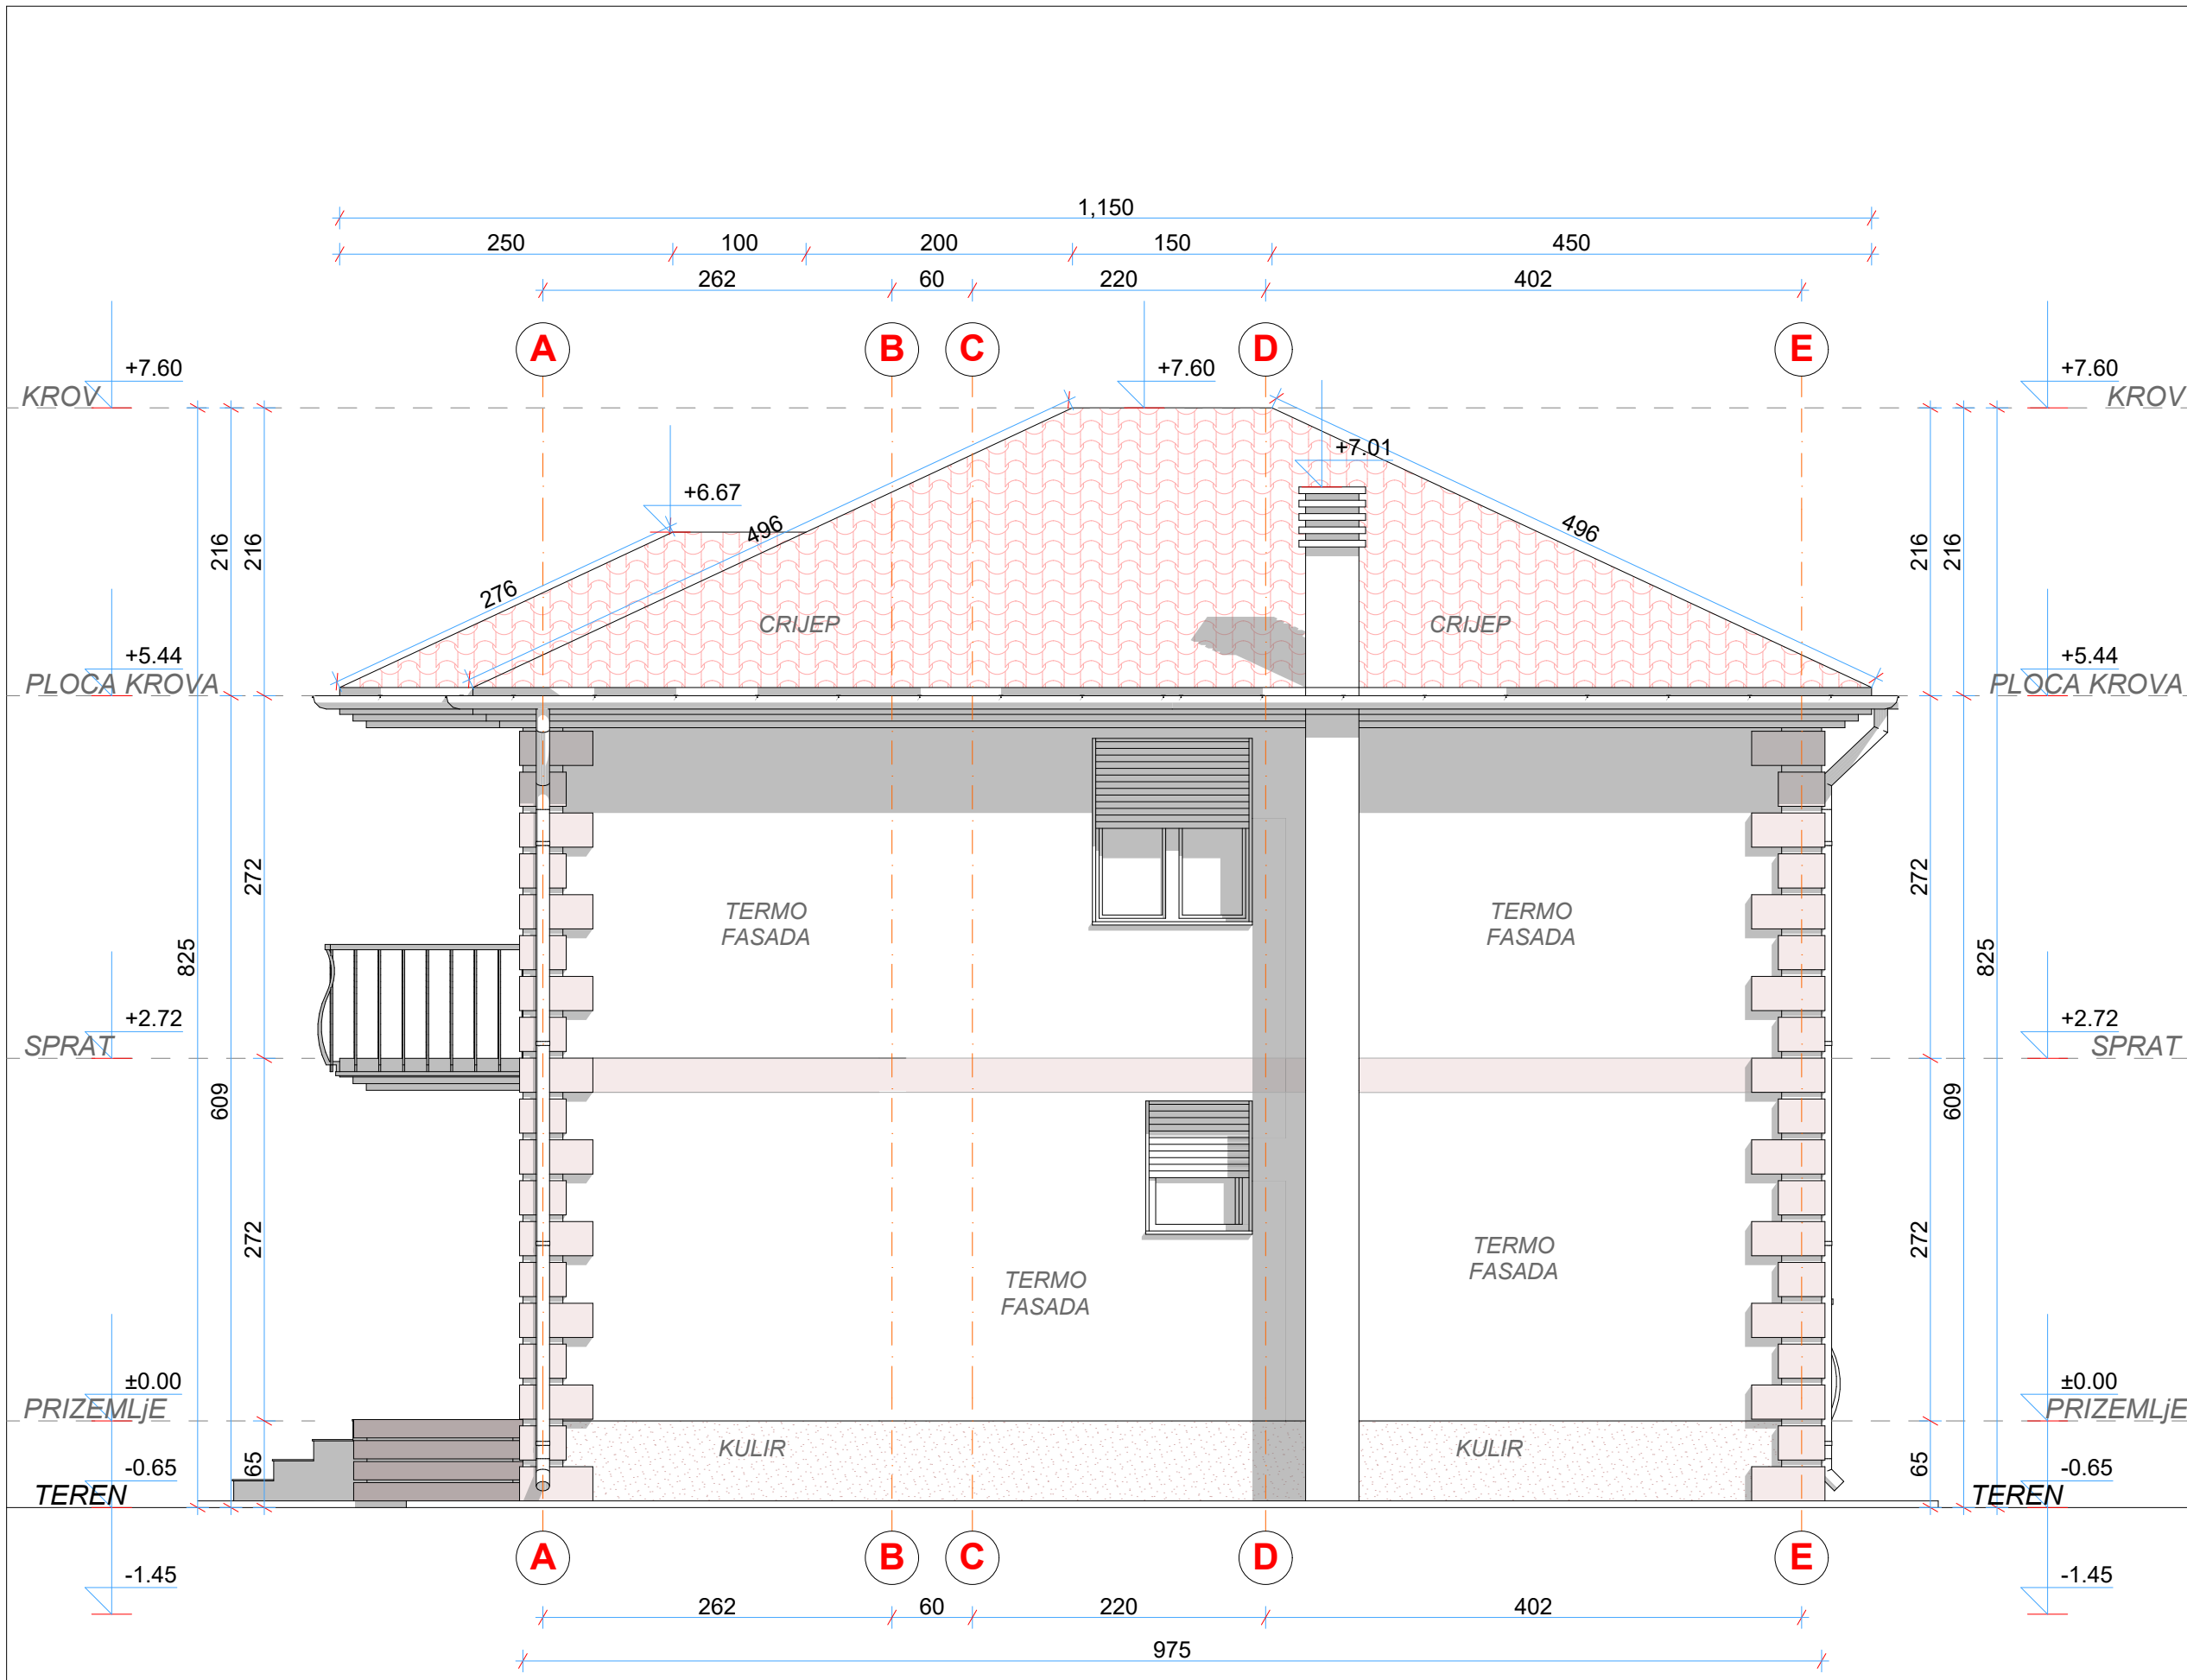 1,150
250 100 200 150 450
262 60 220 402
A B C D E
+7.60 +7.60 +7.60
KROV KROV
+7.01
+6.67
216 216 276 496 496 216 216
CRIJEP CRIJEP
+5.44 +5.44
PLOCA KROVA PLOCA KROVA
272 272
TERMO TERMO
FASADA FASADA
825 825
+2.72 +2.72
SPRAT SPRAT
609 609
272 272
TERMO
FASADA
TERMO
FASADA
±0.00 ±0.00
PRIZEMLjE PRIZEMLjE
KULIR KULIR
65 65
-0.65 -0.65
TEREN TEREN
A B C D E
-1.45 -1.45
262 60 220 402
975